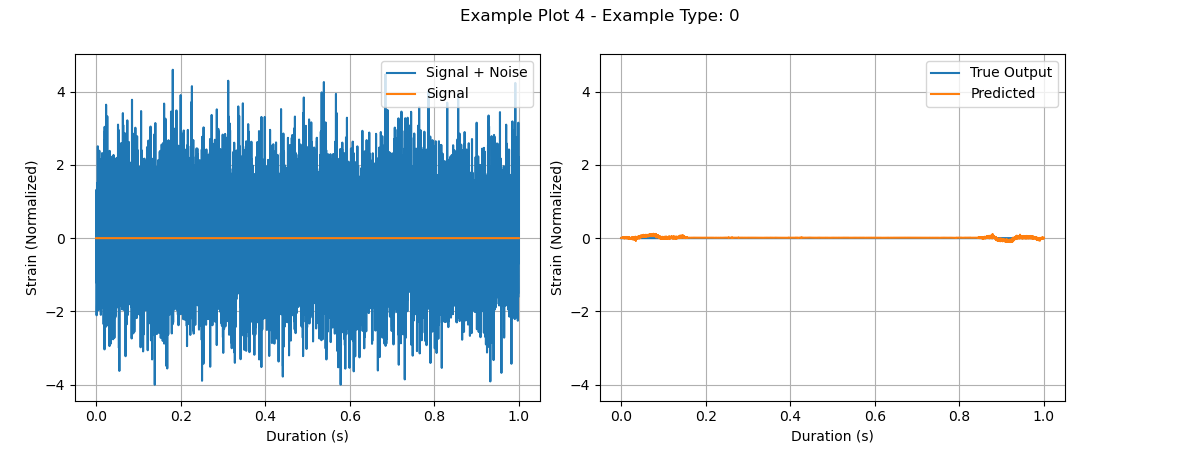 Example Plot 4 - Example Type: 0
Signal + Noise
Signal
Strain (Normalized)
4
2
0
−2
−4
0.0 0.2 0.4 0.6 0.8 1.0
Duration (s)
True Output
Predicted
Strain (Normalized)
4
2
0
−2
−4
0.0 0.2 0.4 0.6 0.8 1.0
Duration (s)